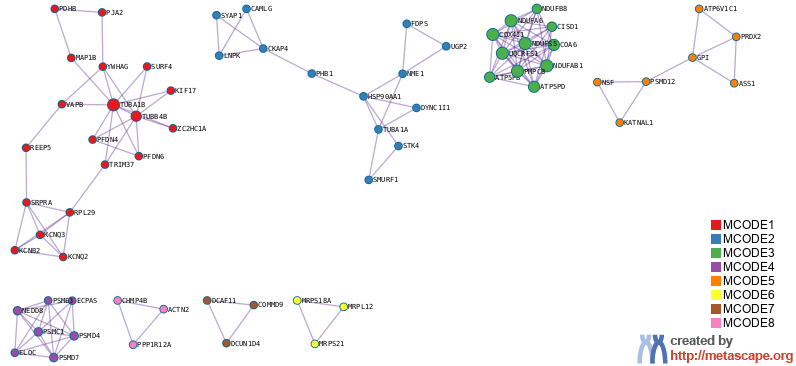 PDHB
PJA2
MAP1B
YWHAG
SURF4
KIF17
VAPB
TUBA1B
TUBB4B
ZC2HC1A
PFDN4
PFDN6
REEP5
TRIM37
SRPRA
RPL29
KCNQ3
KCNB2
KCNQ2
SYAP1
CAMLG
LNPK
CKAP4
PHB1
FDPS
UGP2
NME1
HSP90AA1
DYNC1I1
TUBA1A
STK4
SMURF1
NDUFB8
NDUFA6
CISD1
COX4I1
NDUFS5
COA6
UQCRFS1
NDUFAB1
PMPCB
ATP5PB
ATP5PD
ATP6V1C1
PRDX2
GPI
ASS1
NSF
PSMD12
KATNAL1
PSMB3
ECPAS
NEDD8
PSMC1
PSMD4
ELOC
PSMD7
CHMP4B
ACTN2
PPP1R12A
DCAF11
COMMD9
DCUN1D4
MRPS18A
MRPL12
MRPS21
MCODE1
MCODE2
MCODE3
MCODE4
MCODE5
MCODE6
MCODE7
MCODE8
created by
http://metascape.org